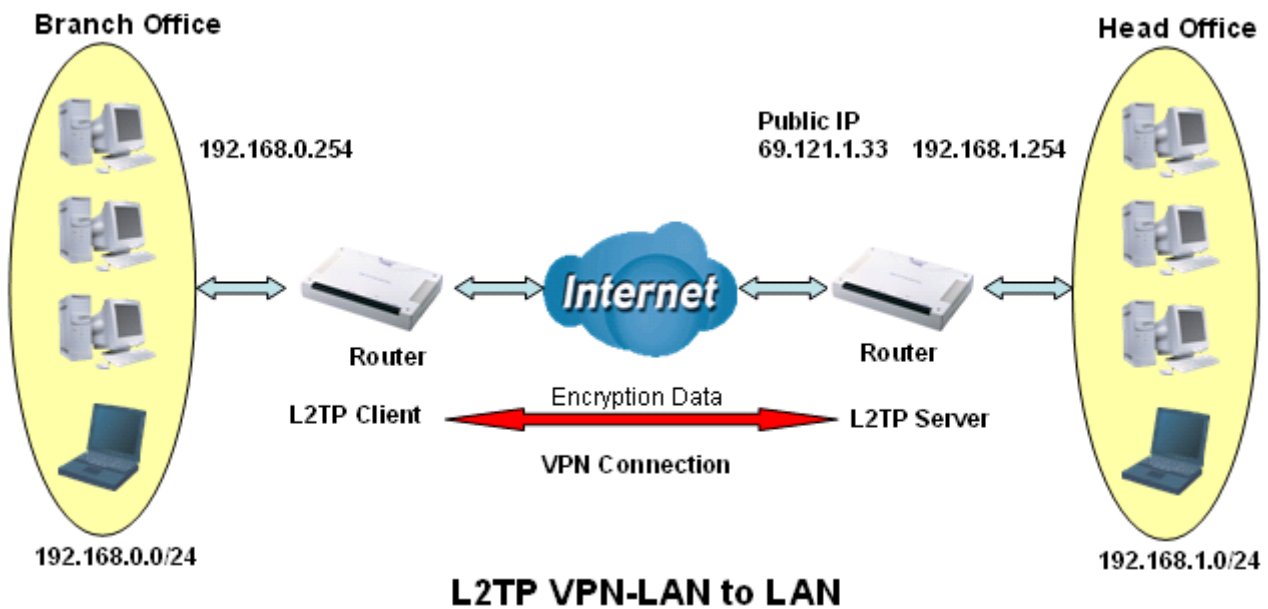 Branch Office
Head Office
192.168.0.254
Public IP
69.121.1.33 192.168.1.254
Internet
Router
Router
L2TP Client
Encryption Data
L2TP Server
VPN Connection
192.168.0.0/24
192.168.1.0/24
L2TP VPN-LAN to LAN